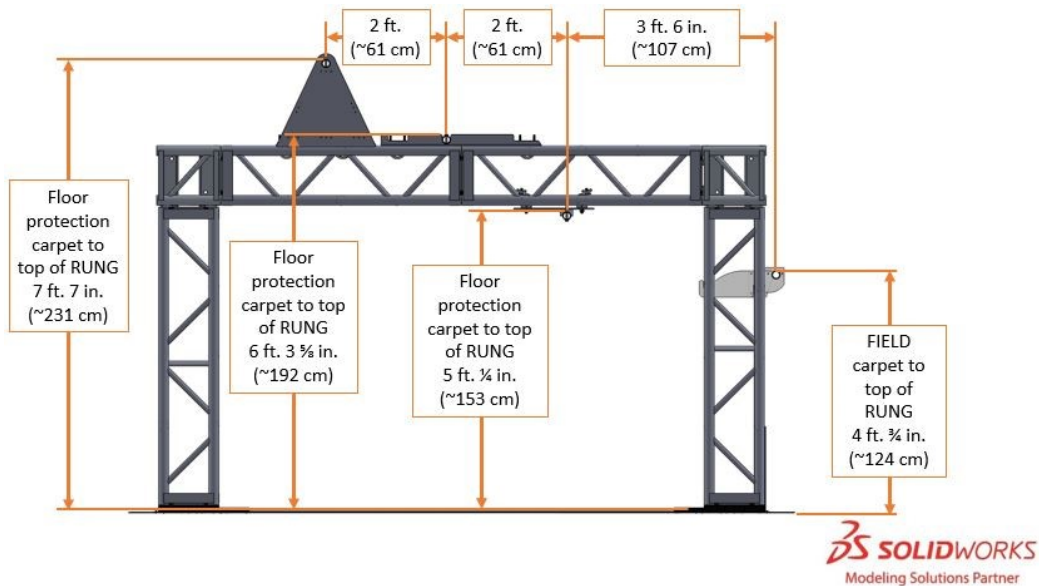 2 ft.
(~61 cm)
2 ft.
(~61 cm)
3 ft. 6 in.
(~107 cm)
Floor
protection
carpet to
top of RUNG
7 ft. 7 in.
(~231 cm)
Floor
protection
carpet to top
of RUNG
6 ft. 3 ⅝ in.
(~192 cm)
Floor
protection
carpet to top
of RUNG
5 ft. ¼ in.
(~153 cm)
FIELD
carpet to
top of
RUNG
4 ft. ¾ in.
(~124 cm)
SOLIDWORKS
Modeling Solutions Partner